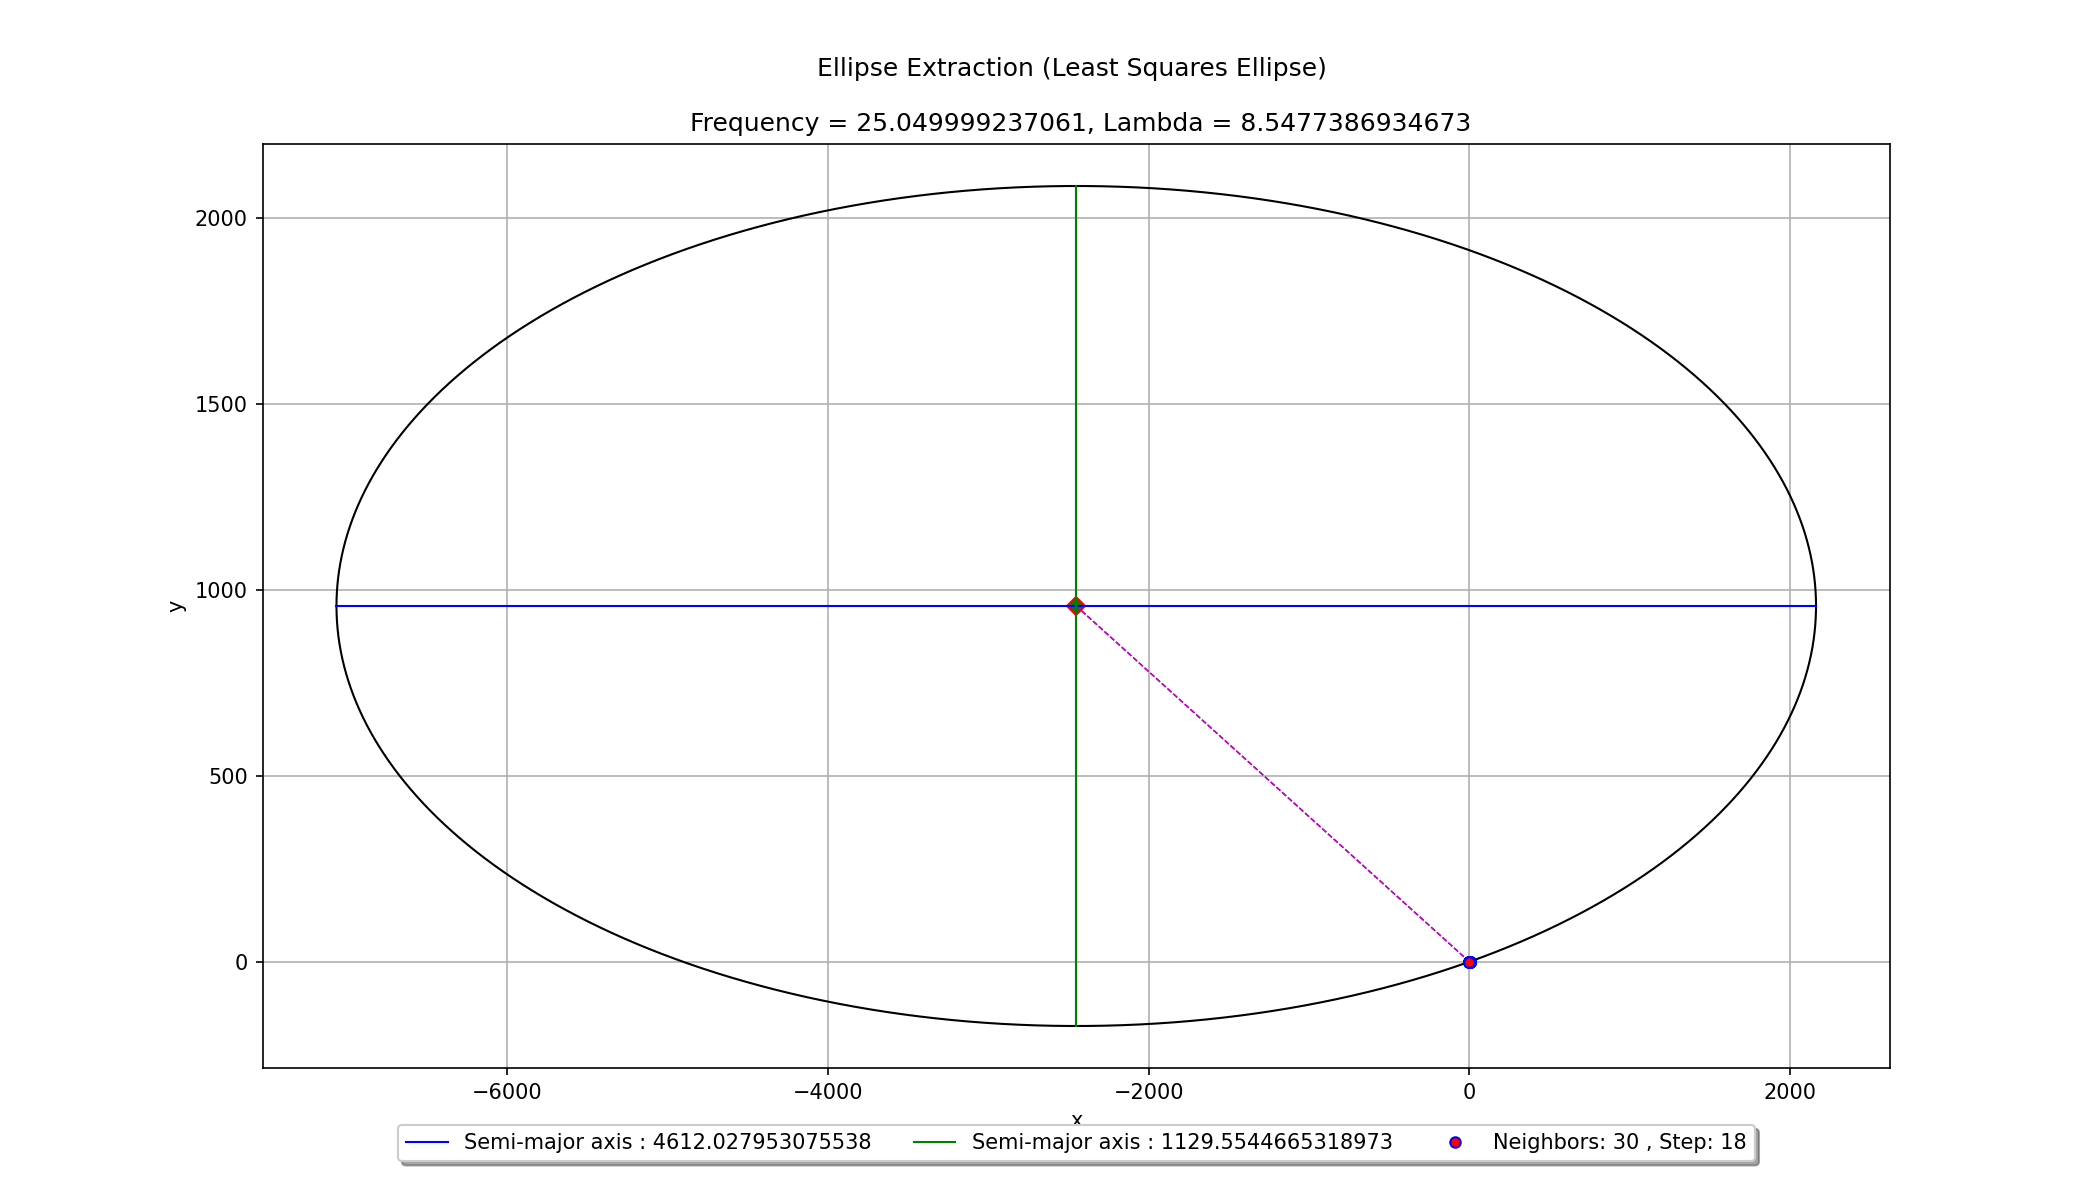 Ellipse Extraction (Least Squares Ellipse)
Frequency = 25.049999237061, Lambda = 8.5477386934673
2000
1500
1000
500
0
y
−6000
−4000
−2000
0
2000
x
Semi-major axis : 4612.027953075538
Semi-major axis : 1129.5544665318973
Neighbors: 30 , Step: 18